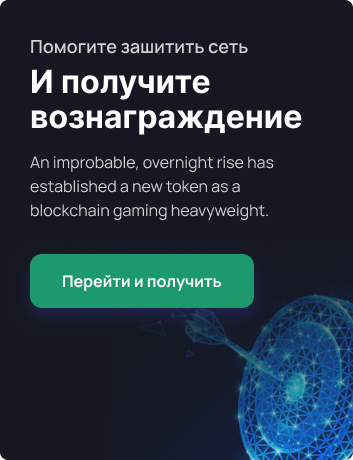 Помогите зашитить сеть
И получите
вознаграждение
An improbable, overnight rise has
established a new token as a
blockchain gaming heavyweight.
Перейти и получить